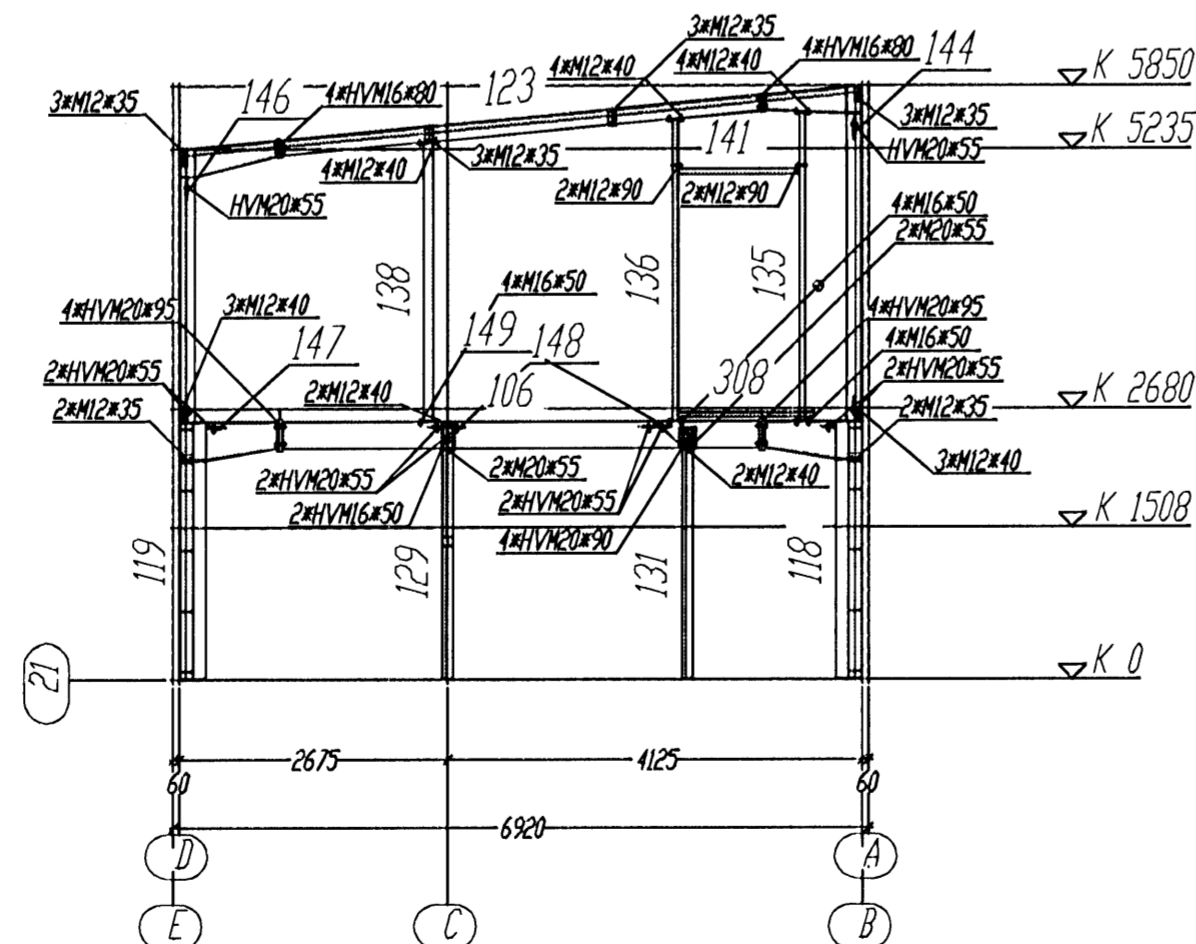 3*M12*35
4*M12*40
4*M12*40
4*HVM16*80
144
K 5850
3*M12*35
146
4*HVM16*80
123
3*M12*35
K 5235
4*M12*40
3*M12*35
141
HVM20*55
HVM20*55
2*M12*90
2*M12*90
4*M16*50
2*M20*55
138
136
135
4*M16*50
4*HVM20*95
3*M12*40
4*HVM20*95
147
149
148
4*M16*50
2*HVM20*55
2*M12*40
106
308
2*HVM20*55
K 2680
2*M12*35
2*M12*35
2*HVM20*55
2*M20*55
2*M12*40
3*M12*40
2*HVM16*50
2*HVM20*55
4*HVM20*90
K 1508
119
129
131
118
21
K 0
2675
4125
60
60
6920
D
A
E
C
B